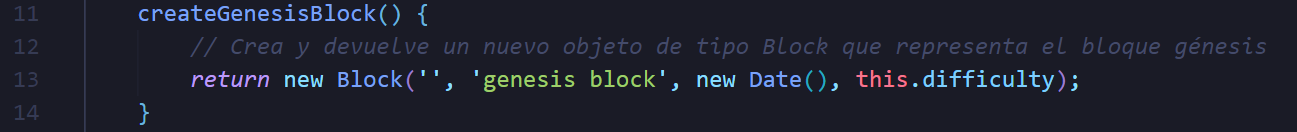 11 createGenesisBlock() {
12 // Crea y devuelve un nuevo objeto de tipo Block que representa el bloque génesis
13 return new Block('', 'genesis block', new Date(), this.difficulty);
14 }